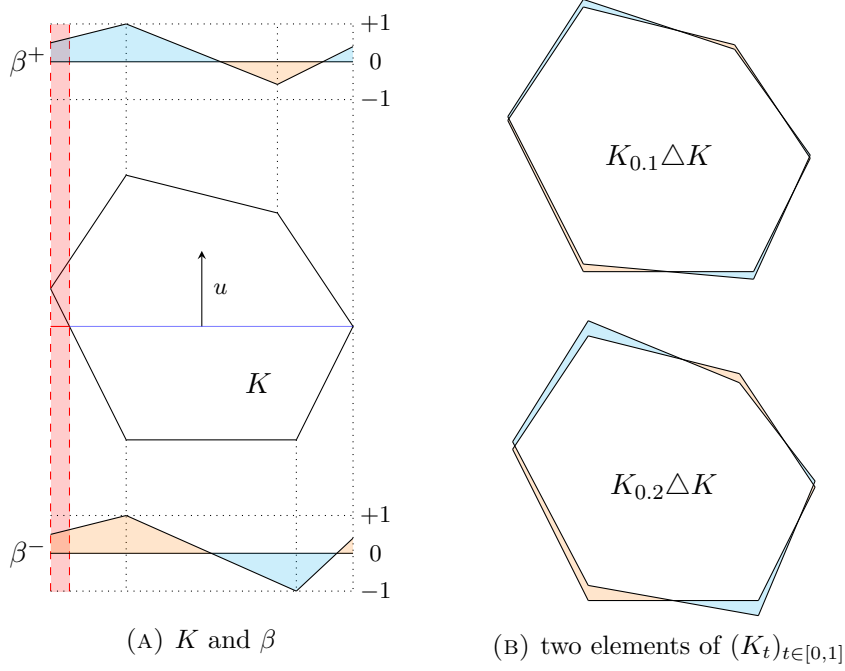 +1
β⁺
0
−1
u
K
+1
β⁻
0
−1
(A) K and β
K₀.₁△K
K₀.₂△K
(B) two elements of (Kₜ)ₜ∈[0,1]